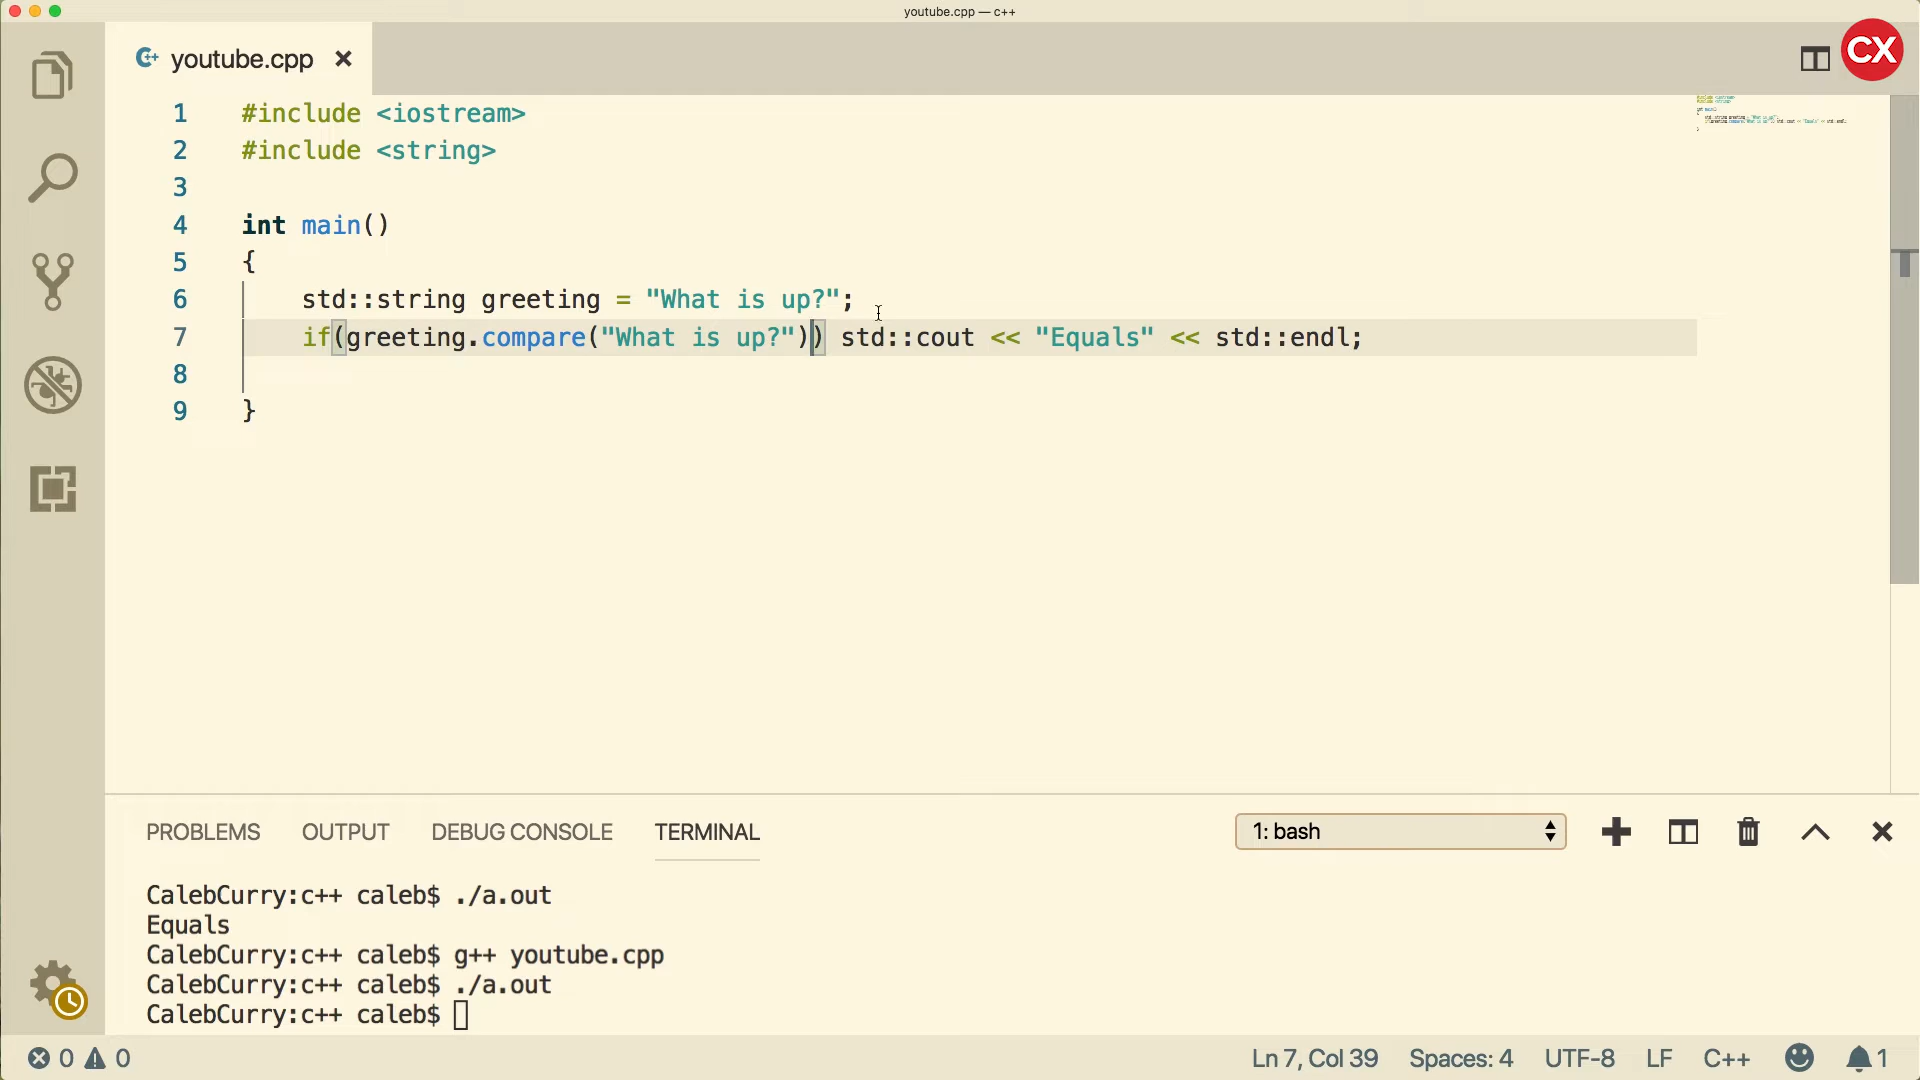 youtube.cpp — c++
youtube.cpp
CX
1 #include <iostream>
2 #include <string>
3
4 int main()
5 {
6 std::string greeting = "What is up?";
7 if(greeting.compare("What is up?")) std::cout << "Equals" << std::endl;
8
9 }
PROBLEMS OUTPUT DEBUG CONSOLE TERMINAL 1: bash
CalebCurry:c++ caleb$ ./a.out
Equals
CalebCurry:c++ caleb$ g++ youtube.cpp
CalebCurry:c++ caleb$ ./a.out
CalebCurry:c++ caleb$
0 0 Ln 7, Col 39 Spaces: 4 UTF-8 LF C++ 1